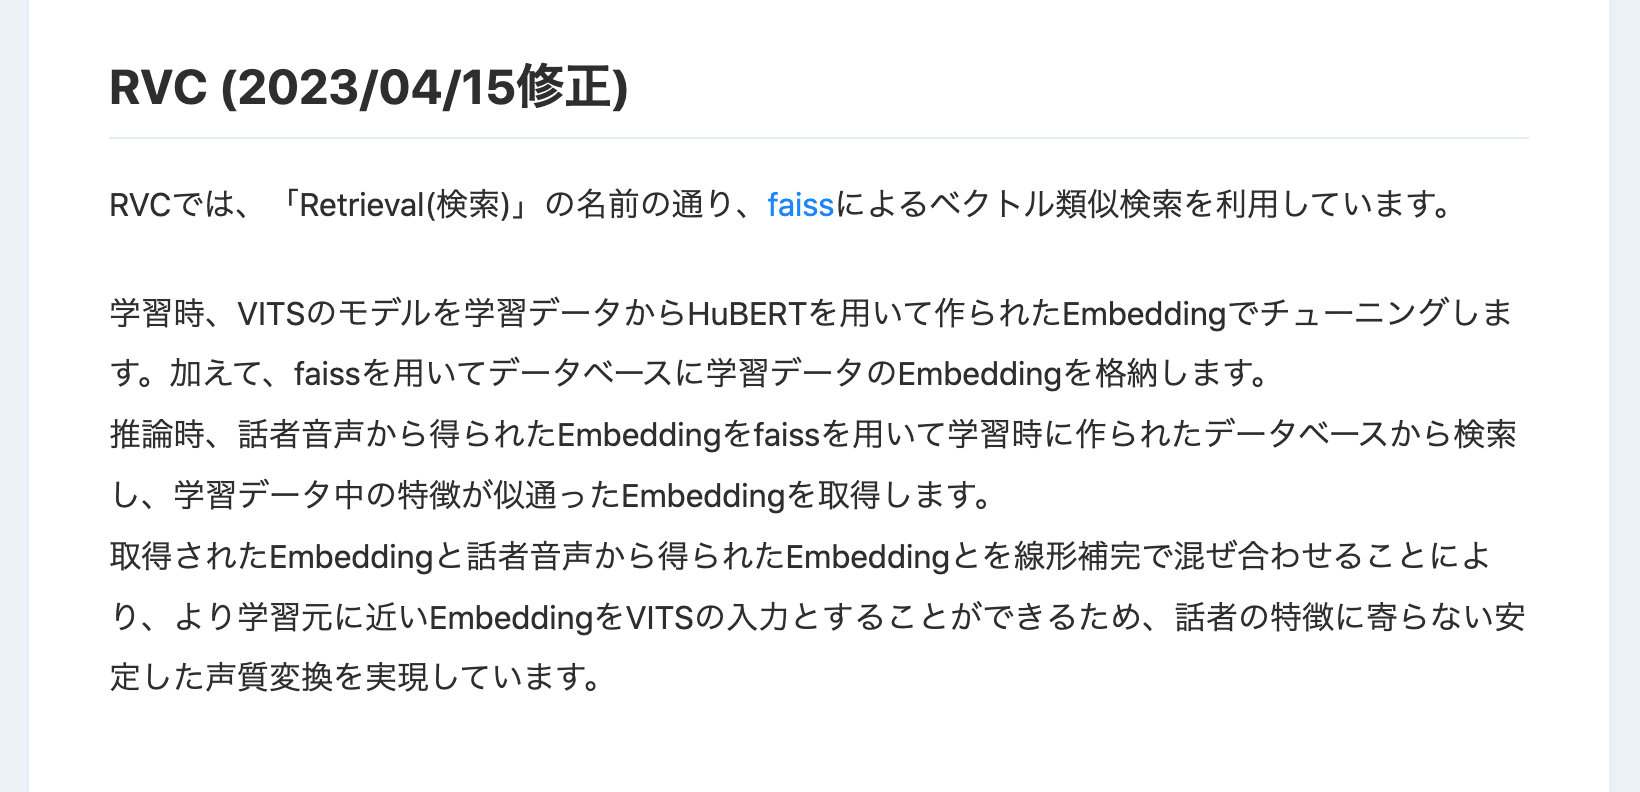 RVC (2023/04/15修正)
RVCでは、「Retrieval(検索)」の名前の通り、faissによるベクトル類似検索を利用しています。
学習時、VITSのモデルを学習データからHuBERTを用いて作られたEmbeddingでチューニングしま
す。加えて、faissを用いてデータベースに学習データのEmbeddingを格納します。
推論時、話者音声から得られたEmbeddingをfaissを用いて学習時に作られたデータベースから検索
し、学習データ中の特徴が似通ったEmbeddingを取得します。
取得されたEmbeddingと話者音声から得られたEmbeddingとを線形補完で混ぜ合わせることによ
り、より学習元に近いEmbeddingをVITSの入力とすることができるため、話者の特徴に寄らない安
定した声質変換を実現しています。